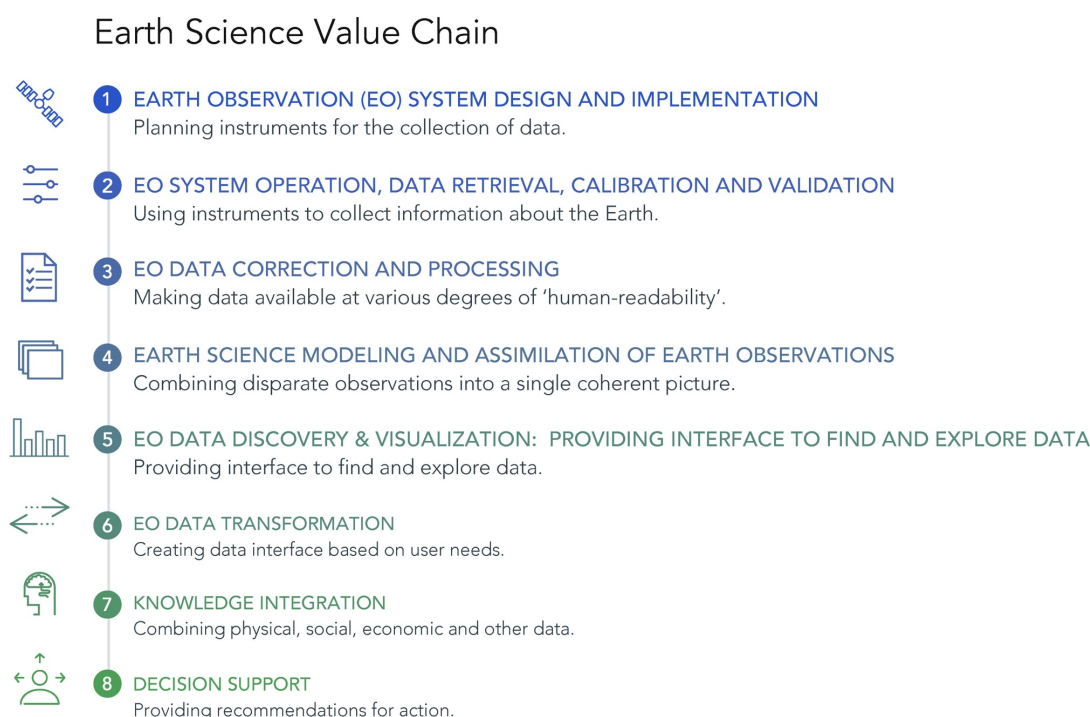 Earth Science Value Chain
1 EARTH OBSERVATION (EO) SYSTEM DESIGN AND IMPLEMENTATION
Planning instruments for the collection of data.
2 EO SYSTEM OPERATION, DATA RETRIEVAL, CALIBRATION AND VALIDATION
Using instruments to collect information about the Earth.
3 EO DATA CORRECTION AND PROCESSING
Making data available at various degrees of ‘human-readability’.
4 EARTH SCIENCE MODELING AND ASSIMILATION OF EARTH OBSERVATIONS
Combining disparate observations into a single coherent picture.
5 EO DATA DISCOVERY & VISUALIZATION: PROVIDING INTERFACE TO FIND AND EXPLORE DATA
Providing interface to find and explore data.
6 EO DATA TRANSFORMATION
Creating data interface based on user needs.
7 KNOWLEDGE INTEGRATION
Combining physical, social, economic and other data.
8 DECISION SUPPORT
Providing recommendations for action.